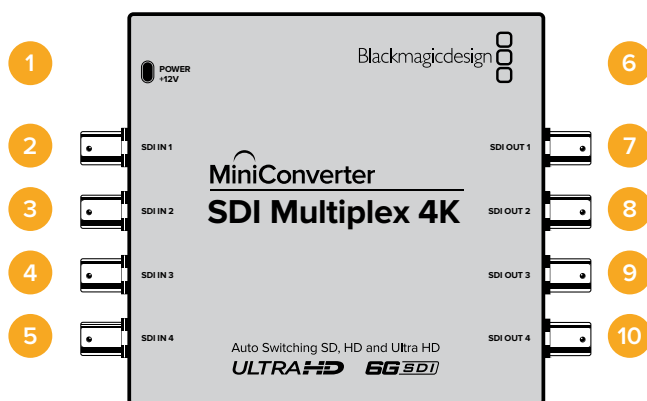 1
POWER
+12V
Blackmagicdesign
6
2
SDI IN 1
SDI OUT 1
7
MiniConverter
3
SDI IN 2
SDI Multiplex 4K
SDI OUT 2
8
4
SDI IN 3
SDI OUT 3
9
5
SDI IN 4
SDI OUT 4
10
Auto Switching SD, HD and Ultra HD
ULTRAHD 6G SDI